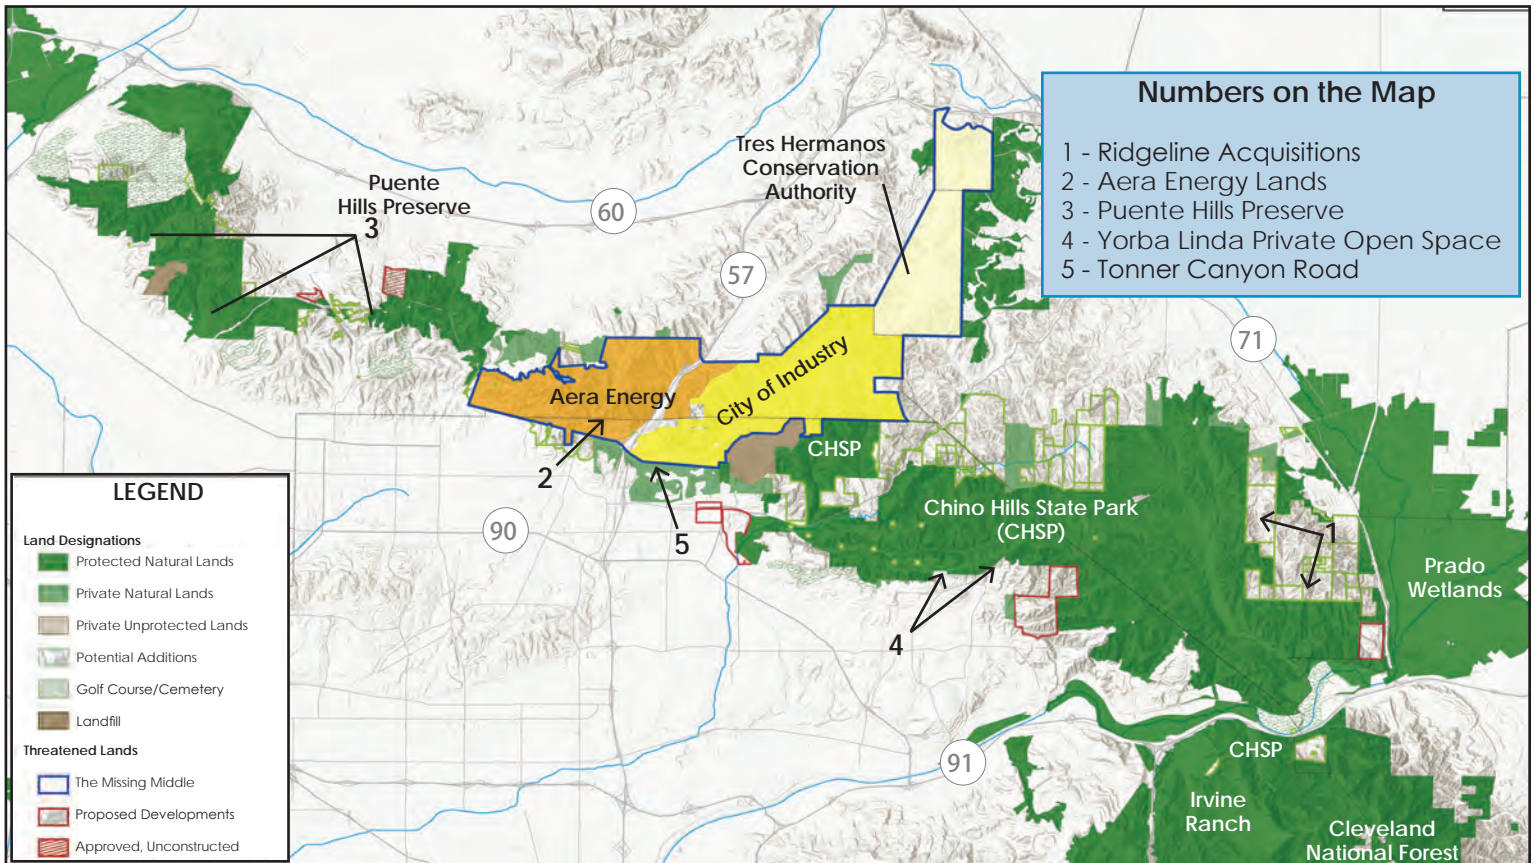 Numbers on the Map
1 - Ridgeline Acquisitions
2 - Aera Energy Lands
3 - Puente Hills Preserve
4 - Yorba Linda Private Open Space
5 - Tonner Canyon Road
Tres Hermanos
Conservation
Authority
Puente
Hills Preserve
3
60
57
71
City of Industry
Aera Energy
2
CHSP
Chino Hills State Park
(CHSP)
90
5
1
Prado
Wetlands
4
91
CHSP
Irvine
Ranch
Cleveland
National Forest
LEGEND
Land Designations
Protected Natural Lands
Private Natural Lands
Private Unprotected Lands
Potential Additions
Golf Course/Cemetery
Landfill
Threatened Lands
The Missing Middle
Proposed Developments
Approved, Unconstructed